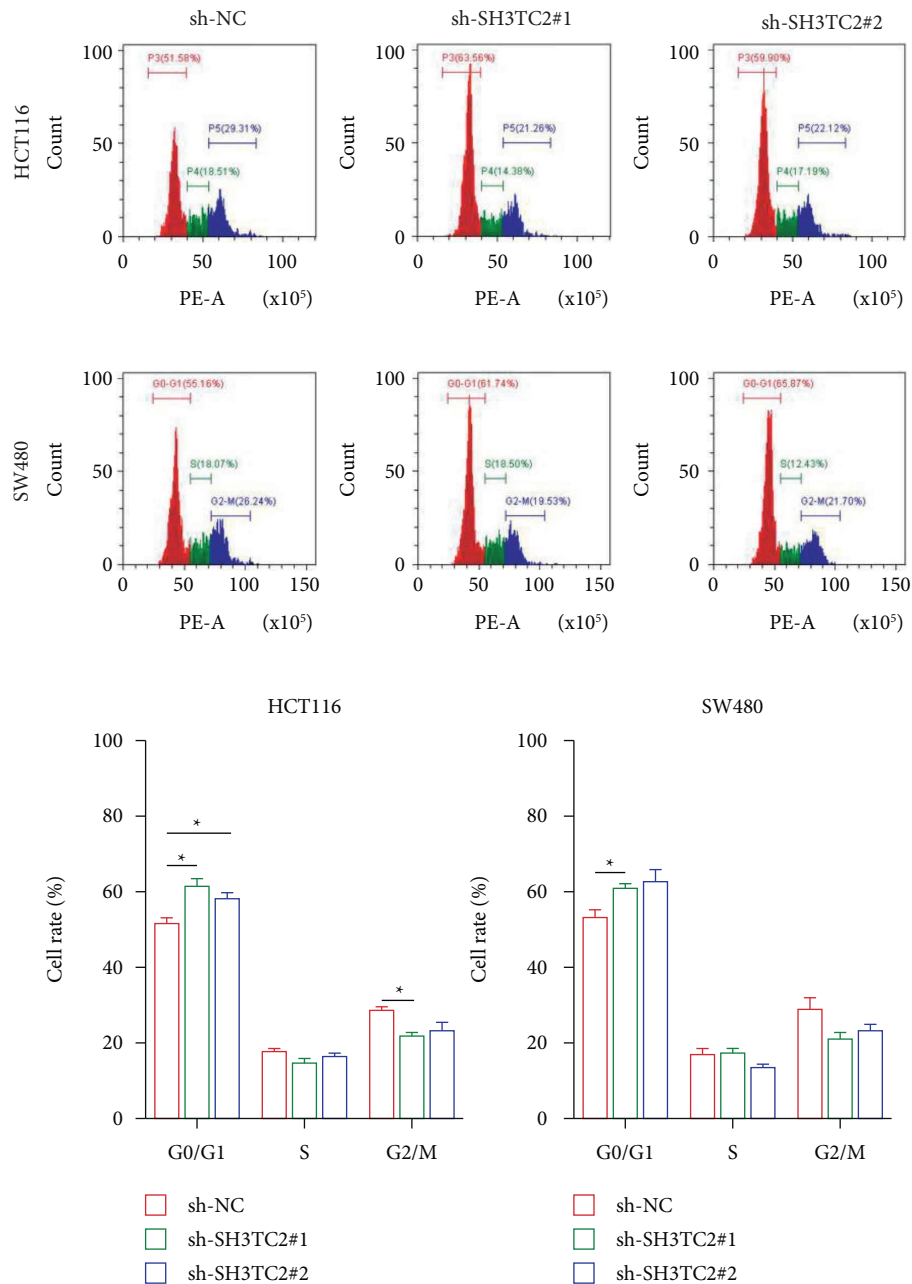 sh-NC sh-SH3TC2#1 sh-SH3TC2#2
HCT116
100 100 100
P3(51.58%) P3(63.56%) P3(59.90%)
Count Count Count
P5(29.31%) P5(21.26%) P5(22.12%)
50 50 50
P4(18.51%) P4(14.38%) P4(17.19%)
0 0 0
0 50 100 0 50 100 0 50 100
PE-A (x10⁵) PE-A (x10⁵) PE-A (x10⁵)
SW480
100 100 100
G0-G1(55.16%) G0-G1(61.74%) G0-G1(65.87%)
Count Count Count
50 50 50
S(18.07%) S(18.50%) S(12.43%)
G2-M(26.24%) G2-M(19.53%) G2-M(21.70%)
0 0 0
0 50 100 150 0 50 100 150 0 50 100 150
PE-A (x10⁵) PE-A (x10⁵) PE-A (x10⁵)
HCT116
100
80
60
40
20
0
Cell rate (%)
*
*
*
G0/G1 S G2/M
sh-NC
sh-SH3TC2#1
sh-SH3TC2#2
SW480
100
80
60
40
20
0
Cell rate (%)
*
G0/G1 S G2/M
sh-NC
sh-SH3TC2#1
sh-SH3TC2#2